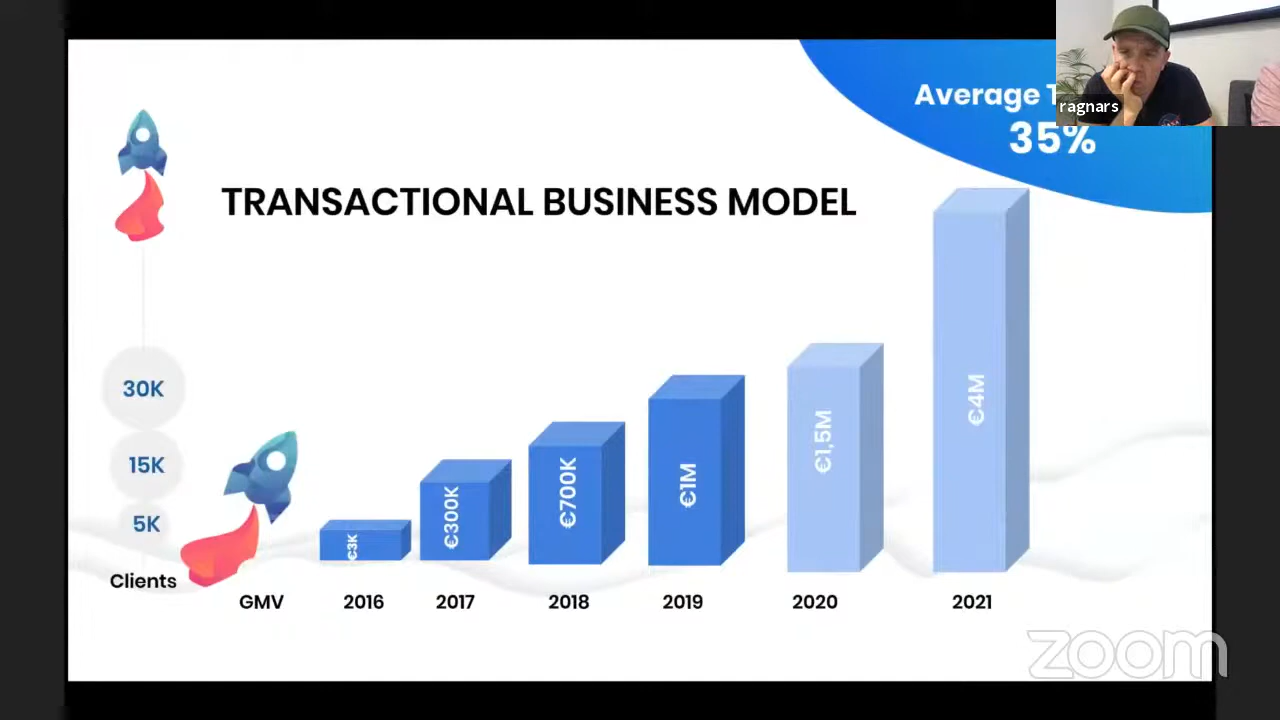 Average
ragnars
35%
TRANSACTIONAL BUSINESS MODEL
30K
15K
5K
Clients
GMV
€3K
€300K
€700K
€1M
€1,5M
€4M
2016
2017
2018
2019
2020
2021
zoom